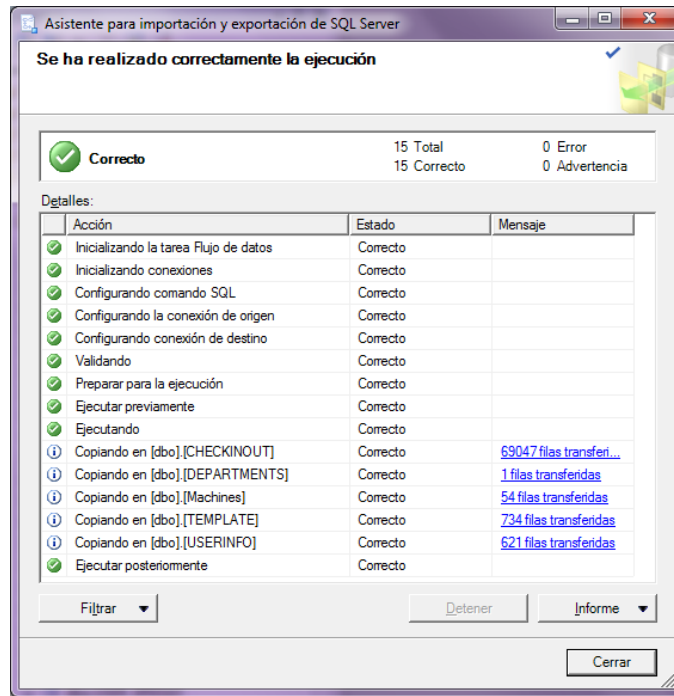 Asistente para importación y exportación de SQL Server
Se ha realizado correctamente la ejecución
Correcto
15 Total
0 Error
15 Correcto
0 Advertencia
Detalles:
Acción Estado Mensaje
Inicializando la tarea Flujo de datos Correcto
Inicializando conexiones Correcto
Configurando comando SQL Correcto
Configurando la conexión de origen Correcto
Configurando conexión de destino Correcto
Validando Correcto
Preparar para la ejecución Correcto
Ejecutar previamente Correcto
Ejecutando Correcto
Copiando en [dbo].[CHECKINOUT] Correcto 69047 filas transferi...
Copiando en [dbo].[DEPARTMENTS] Correcto 1 filas transferidas
Copiando en [dbo].[Machines] Correcto 54 filas transferidas
Copiando en [dbo].[TEMPLATE] Correcto 734 filas transferidas
Copiando en [dbo].[USERINFO] Correcto 621 filas transferidas
Ejecutar posteriormente Correcto
Filtrar Detener Informe
Cerrar